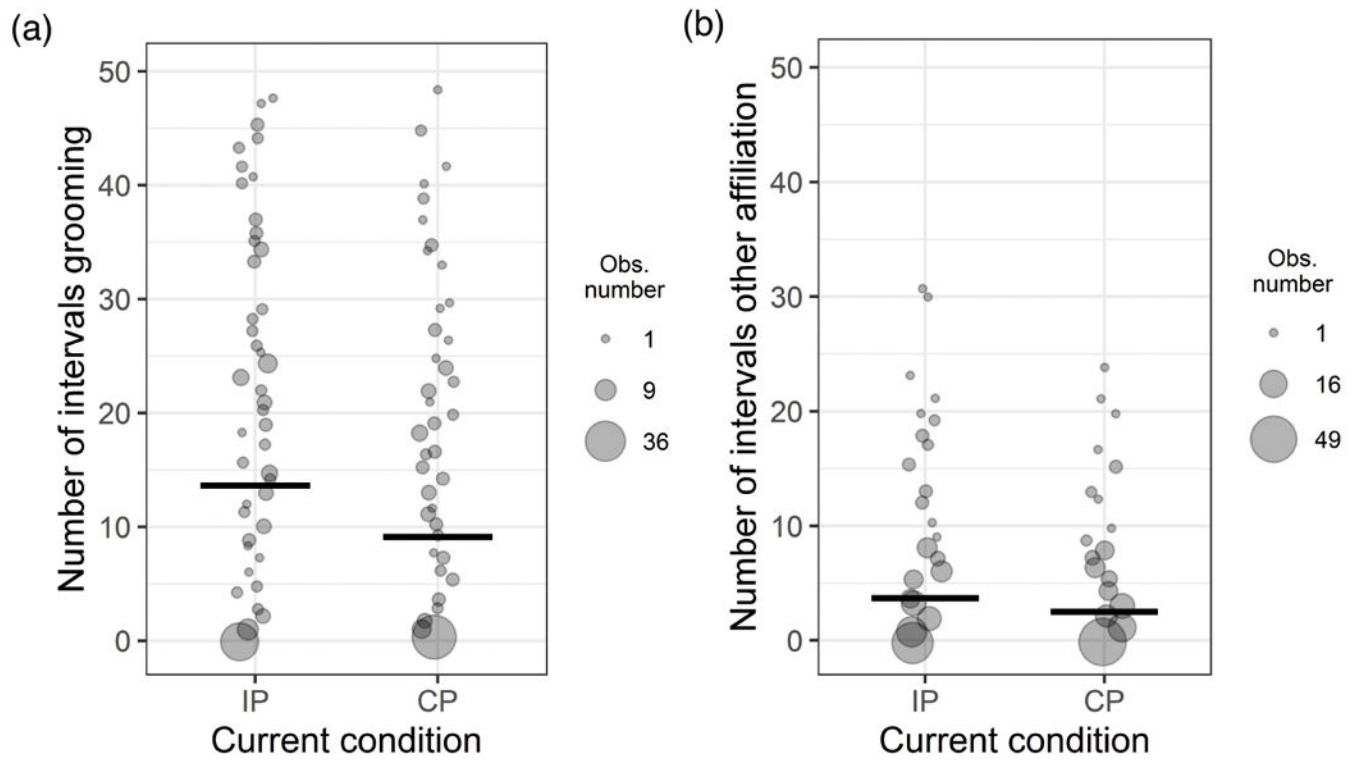 (a)
Number of intervals grooming
50
40
30
20
10
0
IP CP
Current condition
Obs.
number
1
9
36
(b)
Number of intervals other affiliation
50
40
30
20
10
0
IP CP
Current condition
Obs.
number
1
16
49